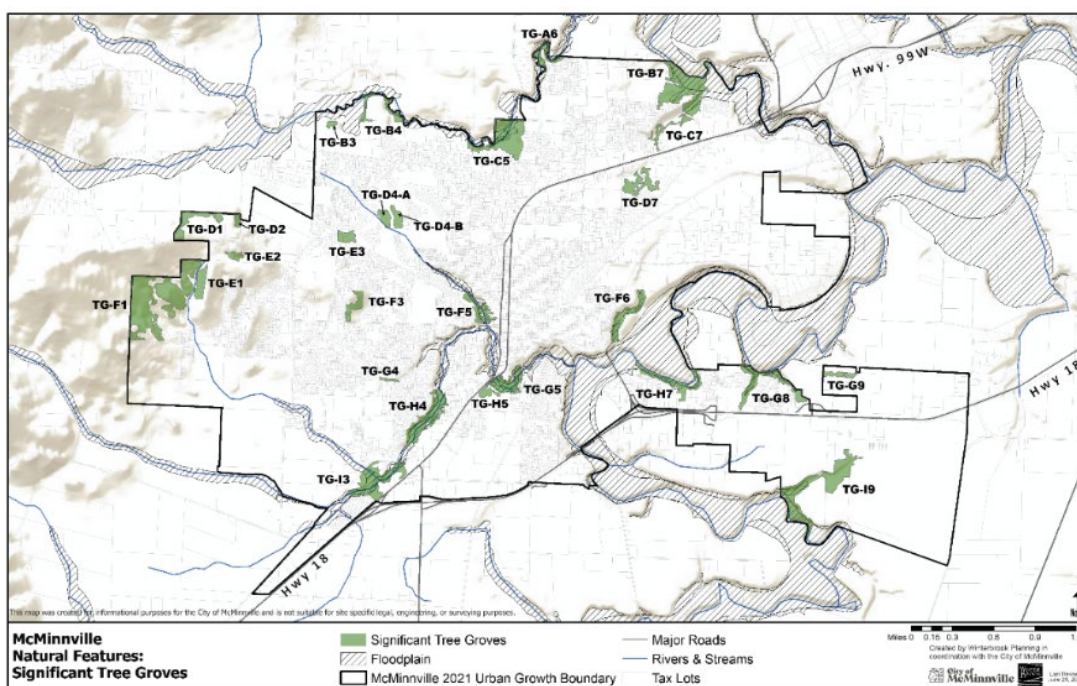 TG-A6
Hwy. 99W
TG-B7
TG-B4
TG-B3
TG-C7
TG-C5
TG-D7
TG-D4-A
TG-D4-B
TG-D1
TG-D2
TG-E3
TG-E2
TG-E1
TG-F1
TG-F3
TG-F5
TG-F6
TG-G4
TG-G5
TG-H5
TG-H4
TG-H7
TG-G8
TG-G9
Hwy 18
TG-I3
TG-I9
Hwy 18
This map was created for informational purposes for the City of McMinnville and is not suitable for site specific legal, engineering, or surveying purposes.
McMinnville
Natural Features:
Significant Tree Groves
Significant Tree Groves
Floodplain
McMinnville 2021 Urban Growth Boundary
Major Roads
Rivers & Streams
Tax Lots
Miles 0 0.15 0.3 0.6 0.9
Created by Winterbrook Planning in
coordination with the City of McMinnville
City of
McMinnville